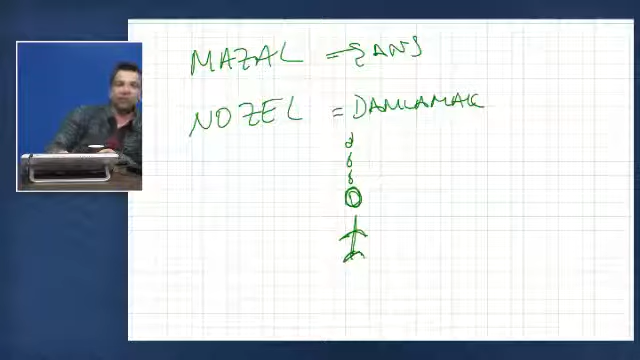 MAZAL = ŞANS
NOZEL = DAMLAMAK